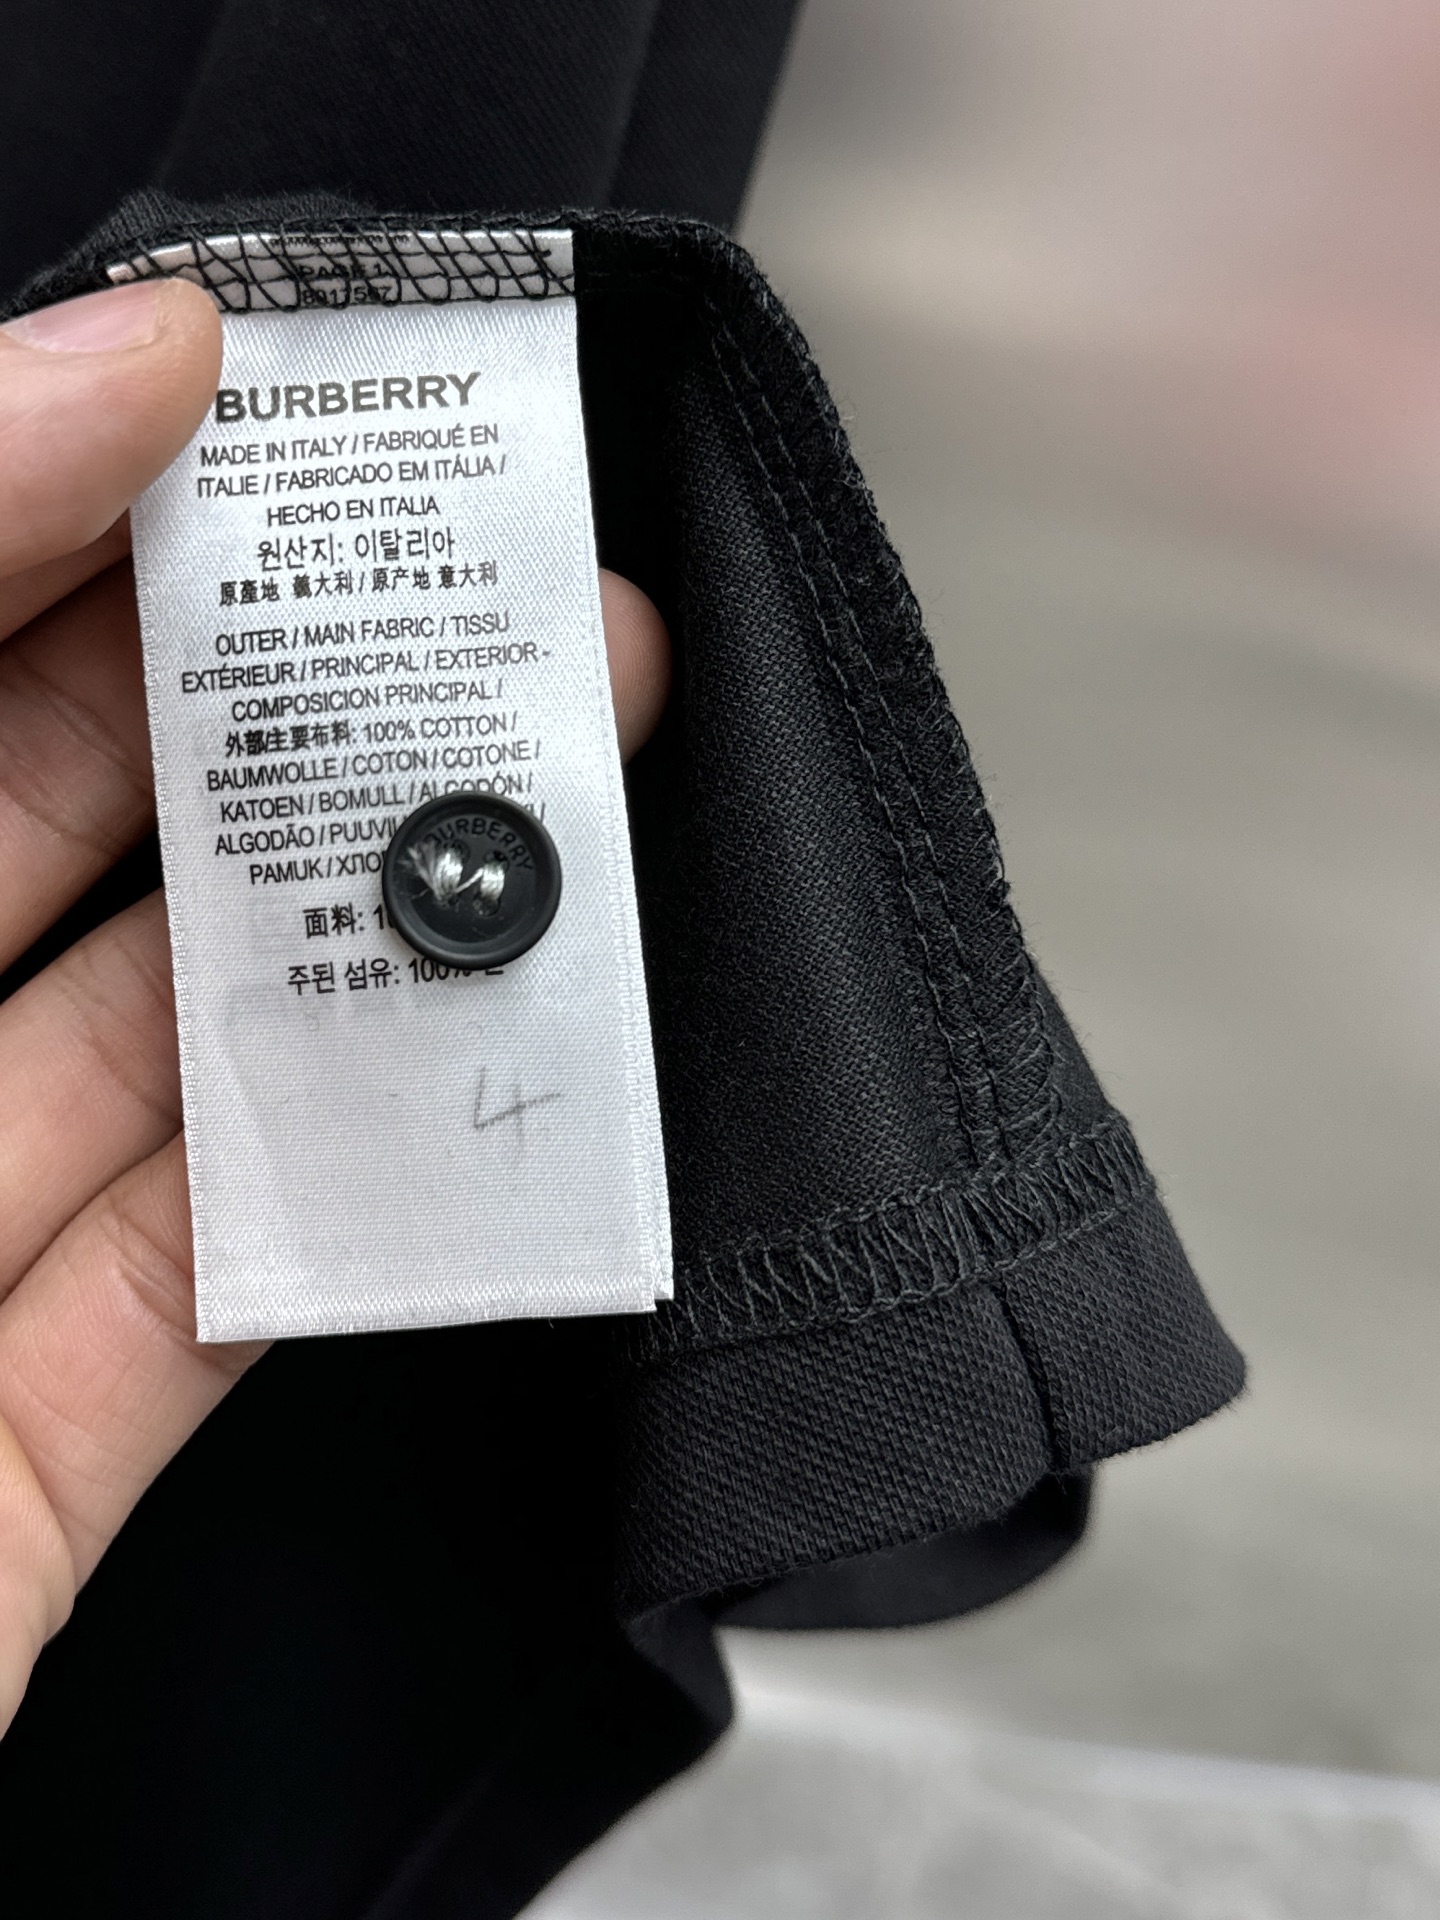 PAGE 1
8017567
BURBERRY
MADE IN ITALY / FABRIQUÉ EN
ITALIE / FABRICADO EM ITÁLIA /
HECHO EN ITALIA
원산지: 이탈리아
原產地 義大利 / 原产地 意大利
OUTER / MAIN FABRIC / TISSU
EXTÉRIEUR / PRINCIPAL / EXTERIOR -
COMPOSICION PRINCIPAL /
外部/主要布料: 100% COTTON /
BAUMWOLLE / COTON / COTONE /
KATOEN / BOMULL / ALGODÓN /
ALGODÃO /
PAMUK /
BURBERRY
面料:
주된 섬유: 100%
4